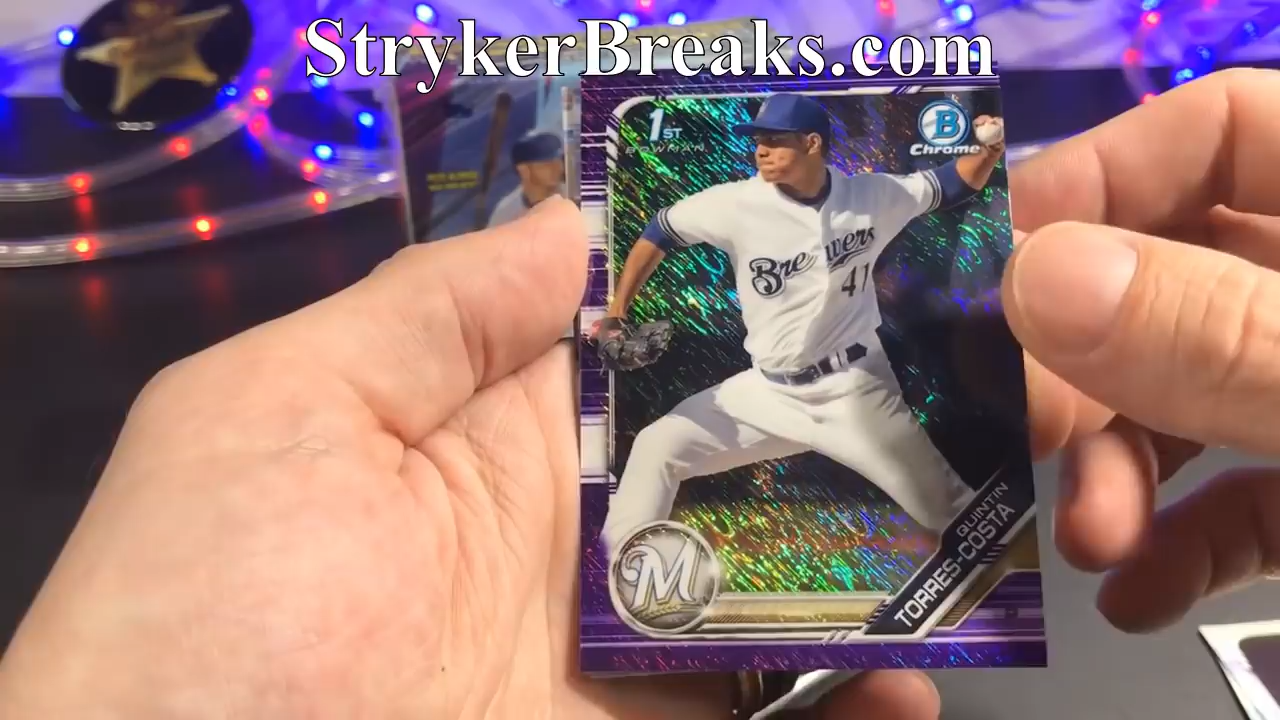 StrykerBreaks.com
1ST
BOWMAN
B
Chrome
Brewers
41
QUINTIN
TORRES-COSTA
M